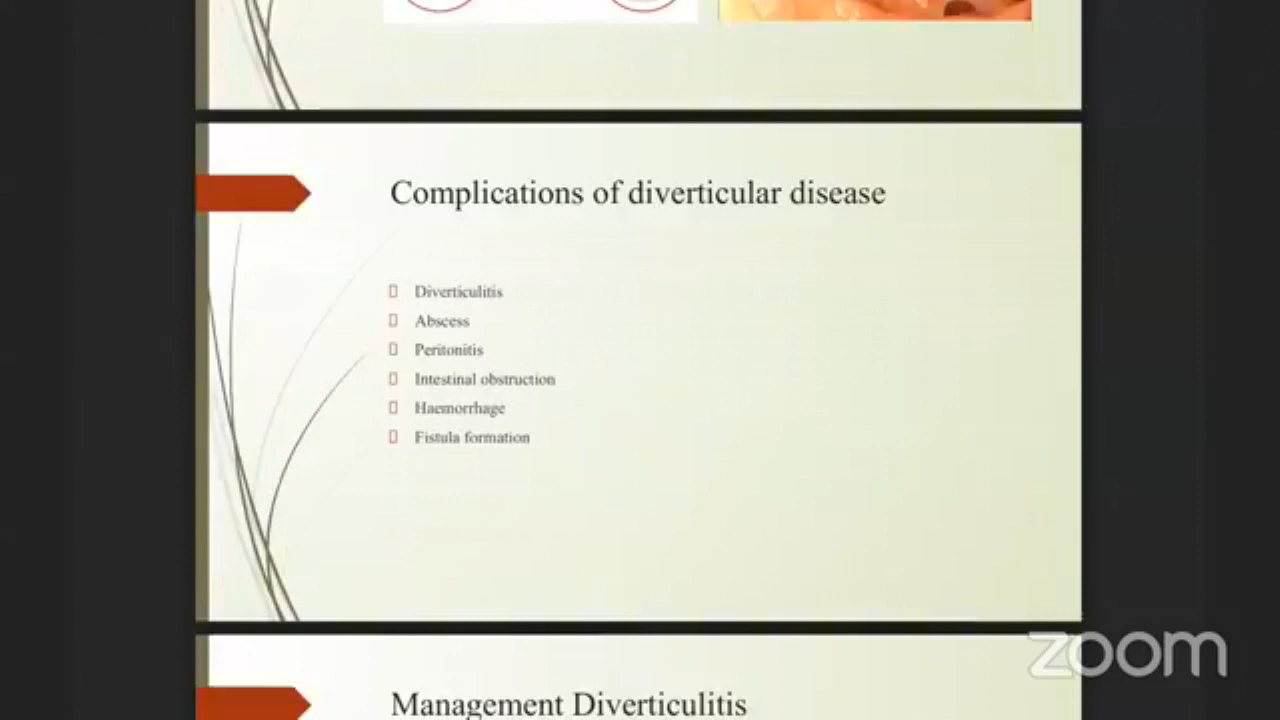 Complications of diverticular disease
Diverticulitis
Abscess
Peritonitis
Intestinal obstruction
Haemorrhage
Fistula formation
zoom
Management Diverticulitis